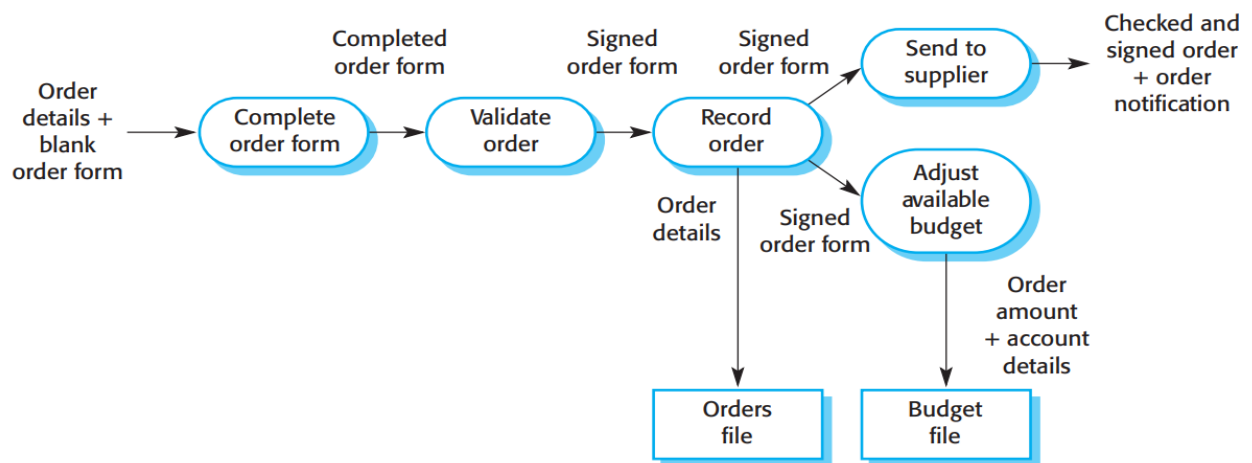 Order
details +
blank
order form
Complete
order form
Completed
order form
Validate
order
Signed
order form
Record
order
Signed
order form
Send to
supplier
Checked and
signed order
+ order
notification
Order
details
Signed
order form
Adjust
available
budget
Order
amount
+ account
details
Orders
file
Budget
file